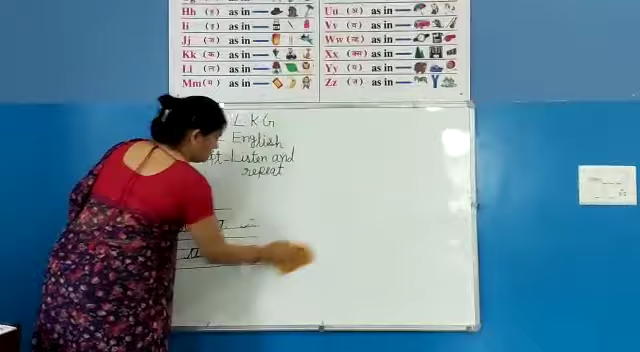 Hh (ह) as in
Ii (इ) as in
Jj (ज) as in
Kk (क) as in
Ll (ल) as in
Mm (म) as in
Uu (अ) as in
Vv (व) as in
Ww (व्ह) as in
Xx (क्स) as in
Yy (य) as in
Zz (ज़) as in
L K G
- English
- Listen and
repeat